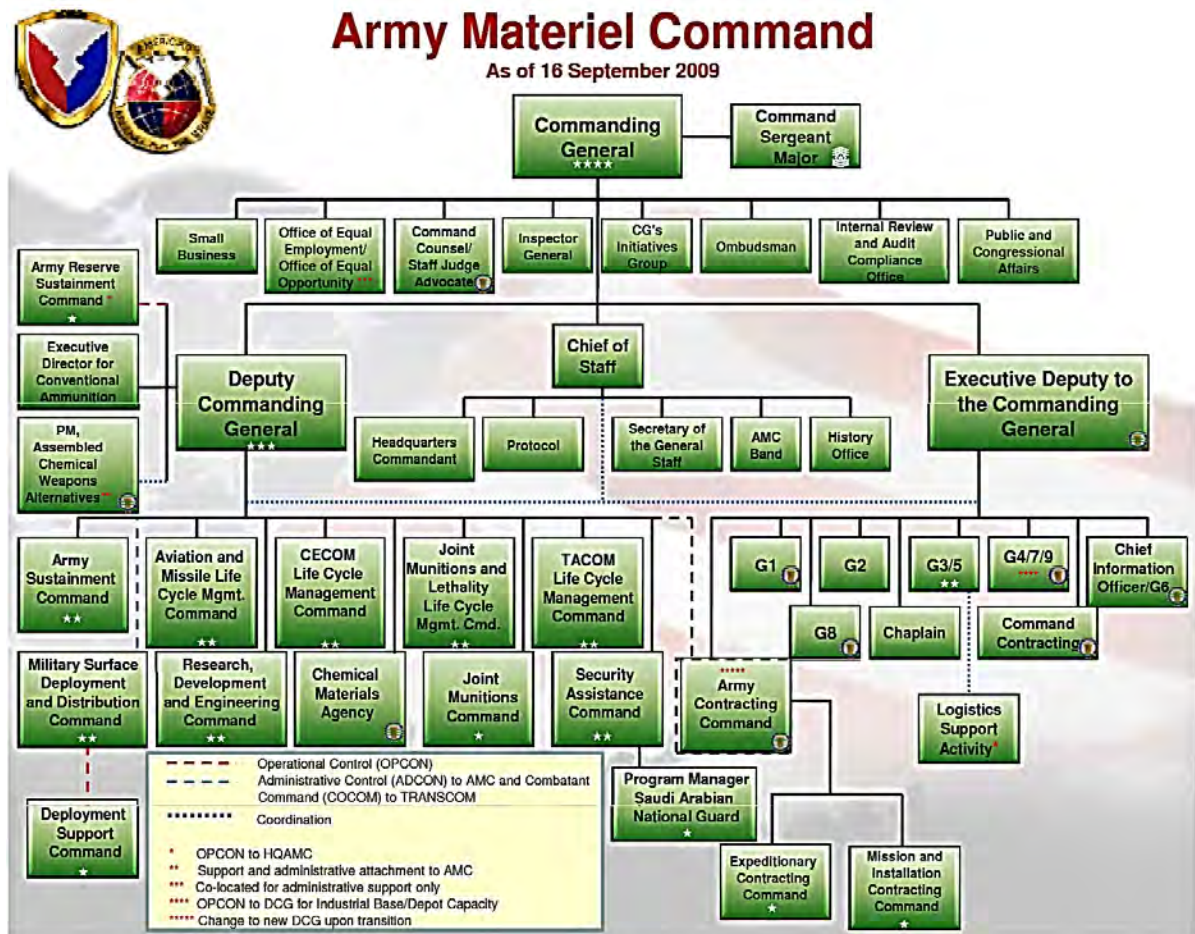 Army Materiel Command
As of 16 September 2009
Commanding
General
Command
Sergeant
Major
Small
Business
Office of Equal
Employment/
Office of Equal
Opportunity ***
Command
Counsel/
Staff Judge
Advocate
Inspector
General
CG's
Initiatives
Group
Ombudsman
Internal Review
and Audit
Compliance
Office
Public and
Congressional
Affairs
Army Reserve
Sustainment
Command *
Executive
Director for
Conventional
Ammunition
PM,
Assembled
Chemical
Weapons
Alternatives**
Deputy
Commanding
General
Chief of
Staff
Executive Deputy to
the Commanding
General
Headquarters
Commandant
Protocol
Secretary of
the General
Staff
AMC
Band
History
Office
Army
Sustainment
Command
Aviation and
Missile Life
Cycle Mgmt.
Command
CECOM
Life Cycle
Management
Command
Joint
Munitions and
Lethality
Life Cycle
Mgmt. Cmd.
TACOM
Life Cycle
Management
Command
G1
G2
G3/5
G4/7/9
****
Chief
Information
Officer/G6
G8
Chaplain
Command
Contracting
Military Surface
Deployment
and Distribution
Command
Research,
Development
and Engineering
Command
Chemical
Materials
Agency
Joint
Munitions
Command
Security
Assistance
Command
*****
Army
Contracting
Command
Logistics
Support
Activity*
Deployment
Support
Command
Program Manager
Saudi Arabian
National Guard
Expeditionary
Contracting
Command
Mission and
Installation
Contracting
Command
Operational Control (OPCON)
Administrative Control (ADCON) to AMC and Combatant
Command (COCOM) to TRANSCOM
Coordination
* OPCON to HQAMC
** Support and administrative attachment to AMC
*** Co-located for administrative support only
**** OPCON to DCG for Industrial Base/Depot Capacity
***** Change to new DCG upon transition